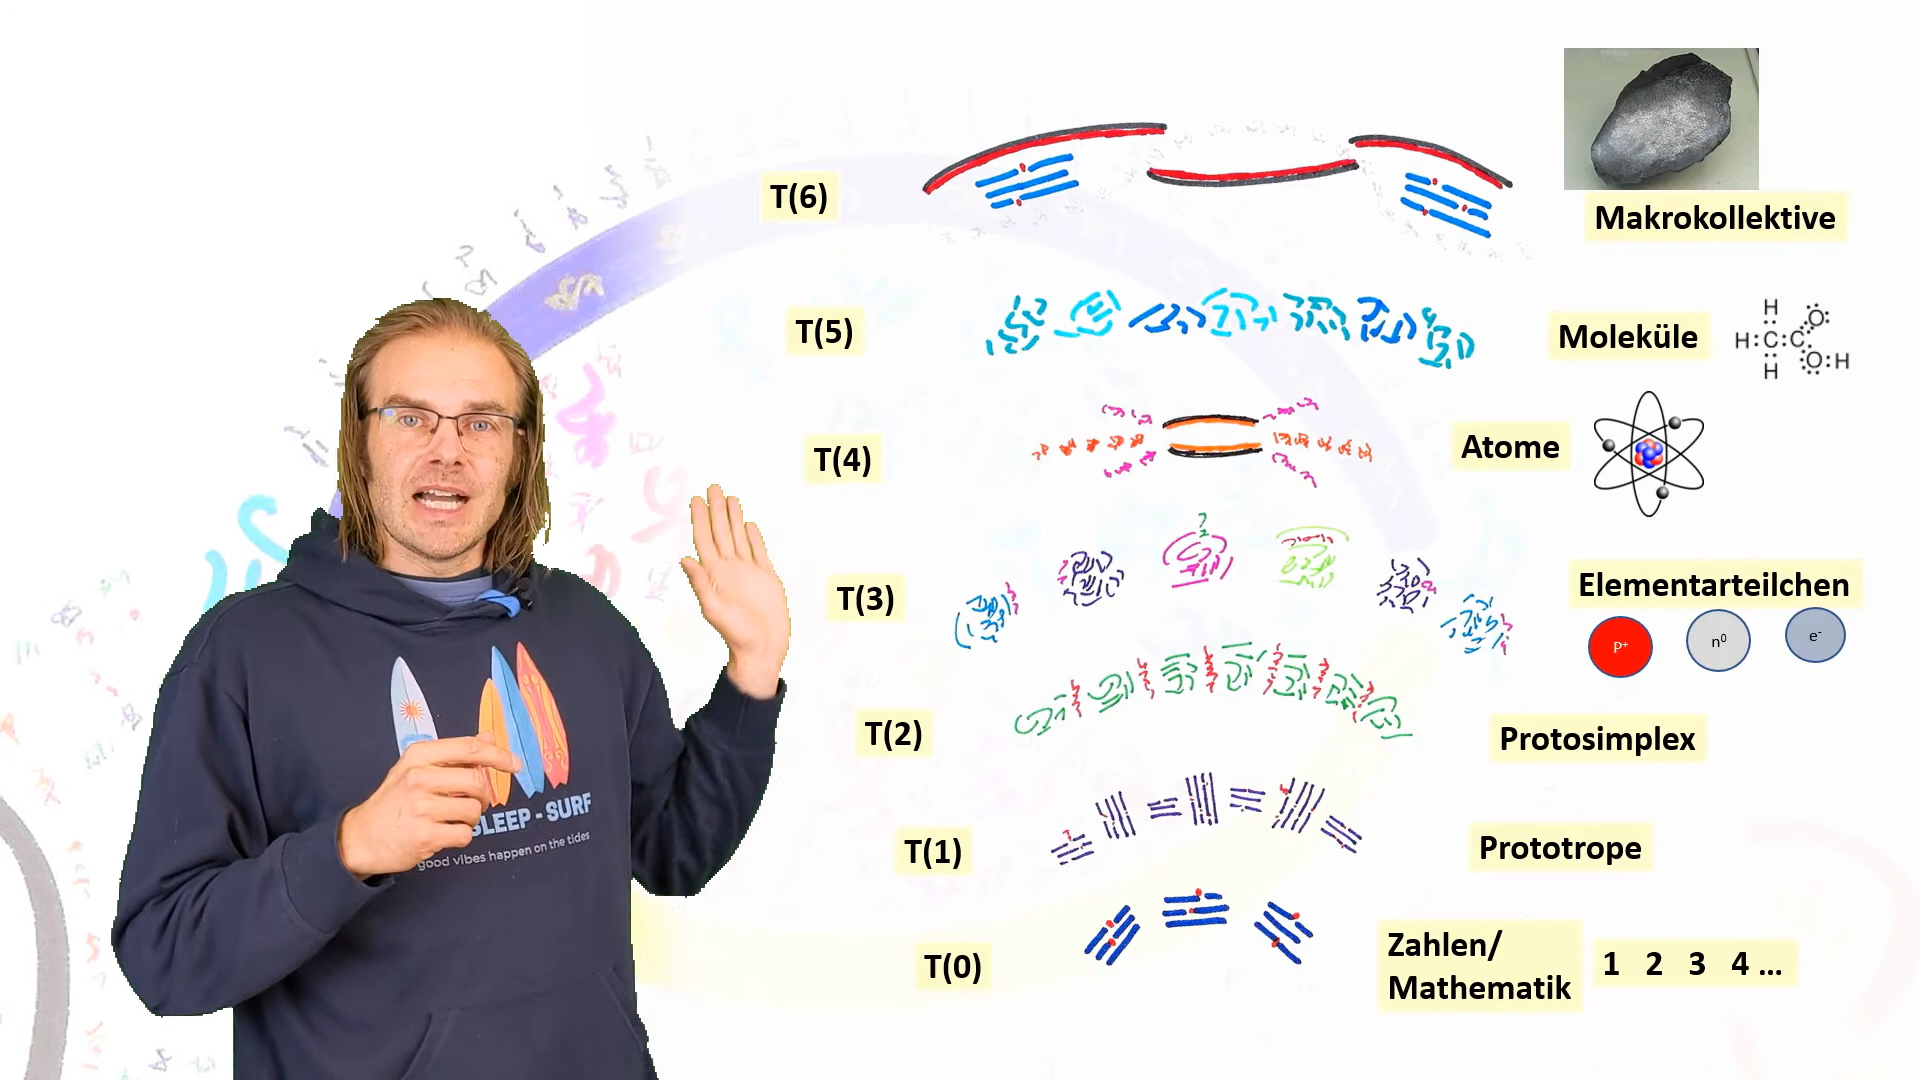 T(6)
Makrokollektive
T(5)
Moleküle
H
O
H C C
O H
H
T(4)
Atome
T(3)
Elementarteilchen
P+ n0 e-
T(2)
Protosimplex
T(1)
Prototrope
T(0)
Zahlen/
Mathematik
1 2 3 4 ...
SLEEP - SURF
good vibes happen on the tides